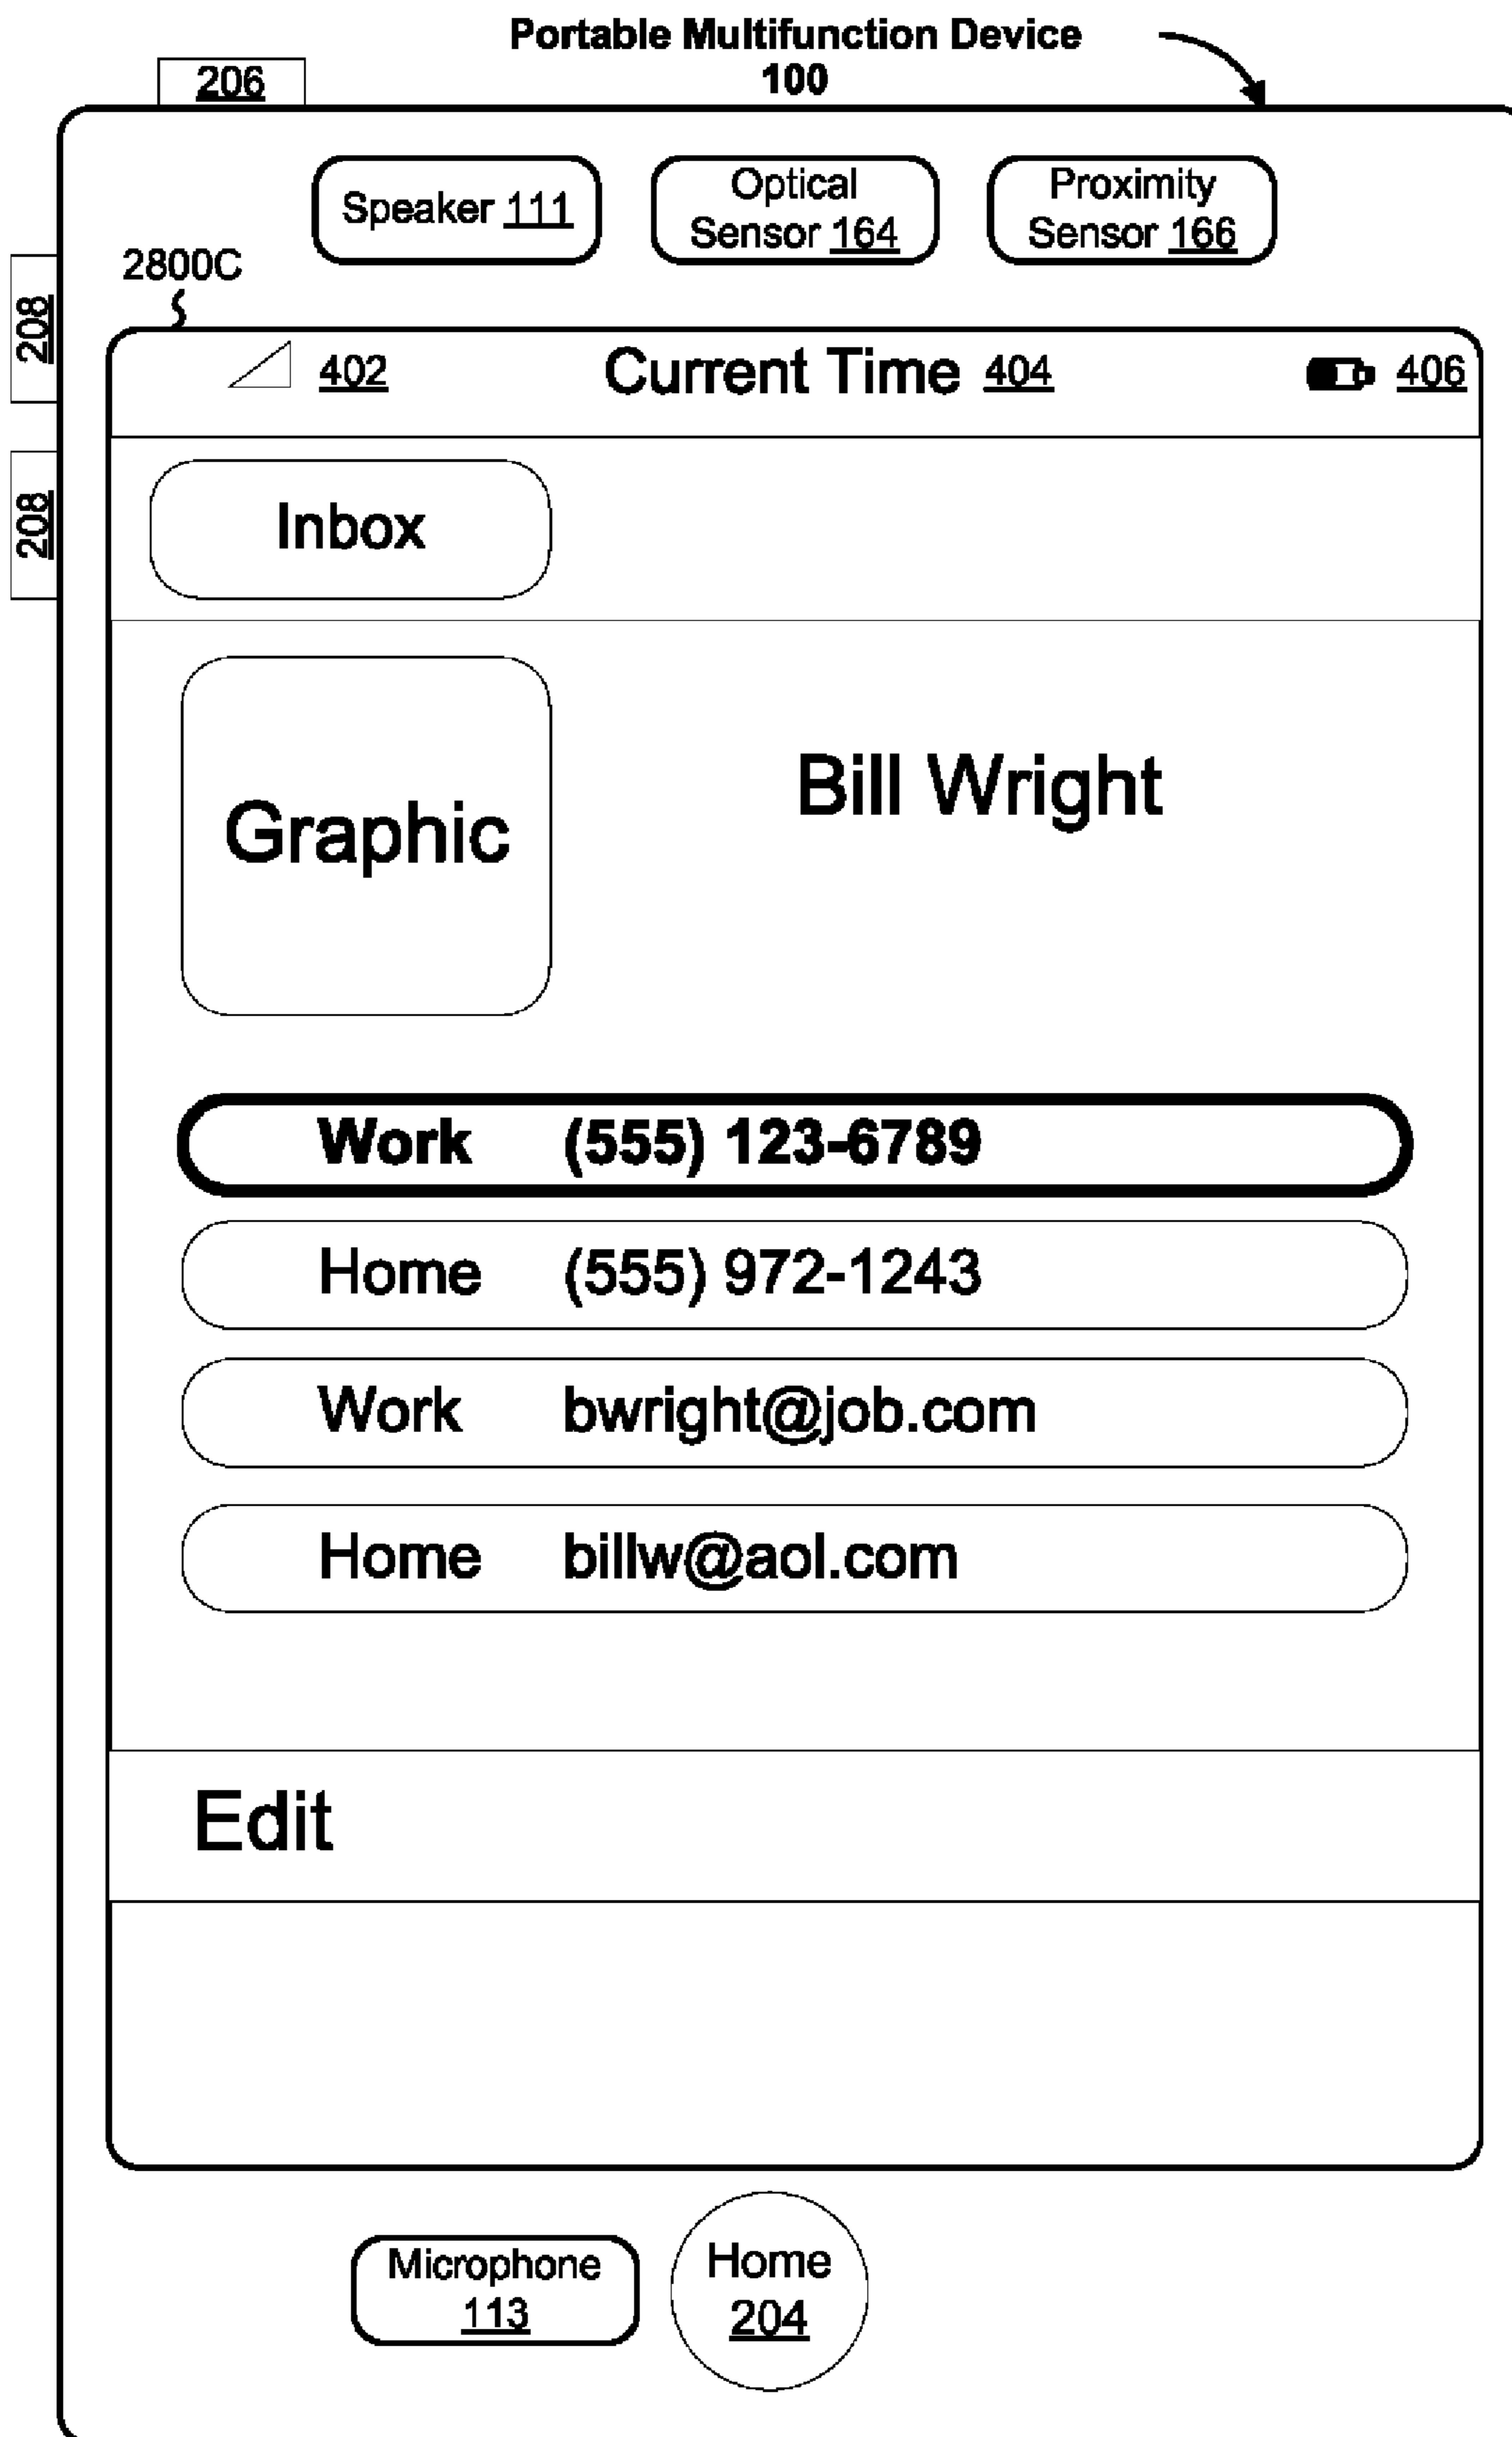 Portable Multifunction Device
100
206
Speaker 111
Optical
Sensor 164
Proximity
Sensor 166
2800C
208
402
Current Time 404
406
208
Inbox
Graphic
Bill Wright
Work (555) 123-6789
Home (555) 972-1243
Work bwright@job.com
Home billw@aol.com
Edit
Microphone
113
Home
204